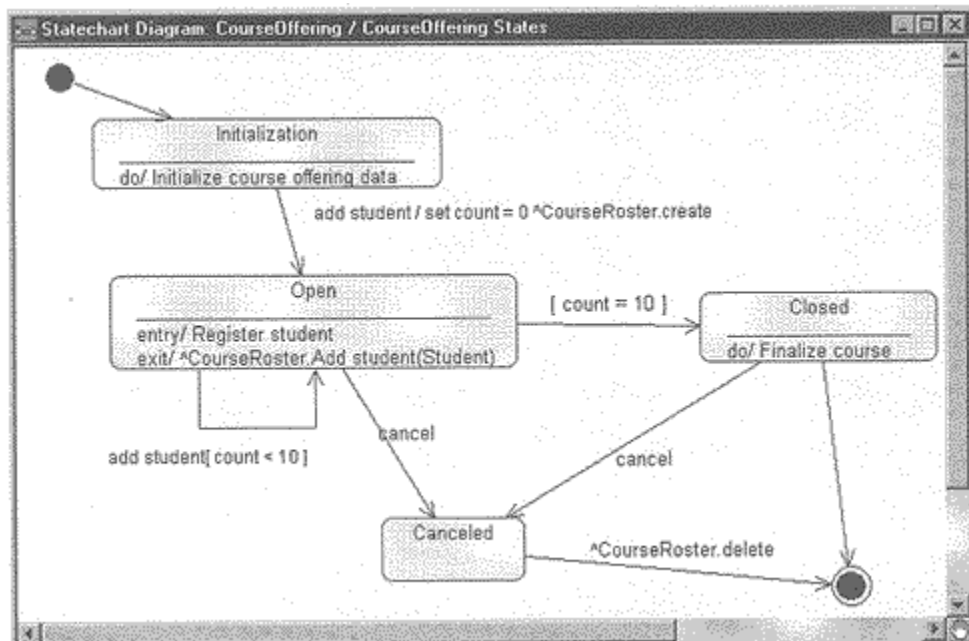 Statechart Diagram: CourseOffering / CourseOffering States
Initialization
do/ Initialize course offering data
add student / set count = 0 ^CourseRoster.create
Open
entry/ Register student
exit/ ^CourseRoster.Add student(Student)
[ count = 10 ]
Closed
do/ Finalize course
add student[ count < 10 ]
cancel
cancel
Canceled
^CourseRoster.delete